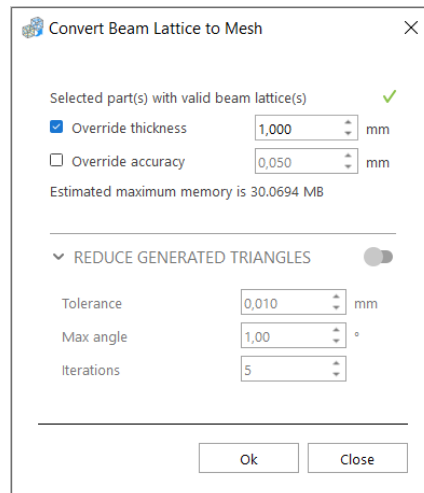 Convert Beam Lattice to Mesh
Selected part(s) with valid beam lattice(s)
Override thickness 1,000 mm
Override accuracy 0,050 mm
Estimated maximum memory is 30.0694 MB
REDUCE GENERATED TRIANGLES
Tolerance 0,010 mm
Max angle 1,00 °
Iterations 5
Ok Close